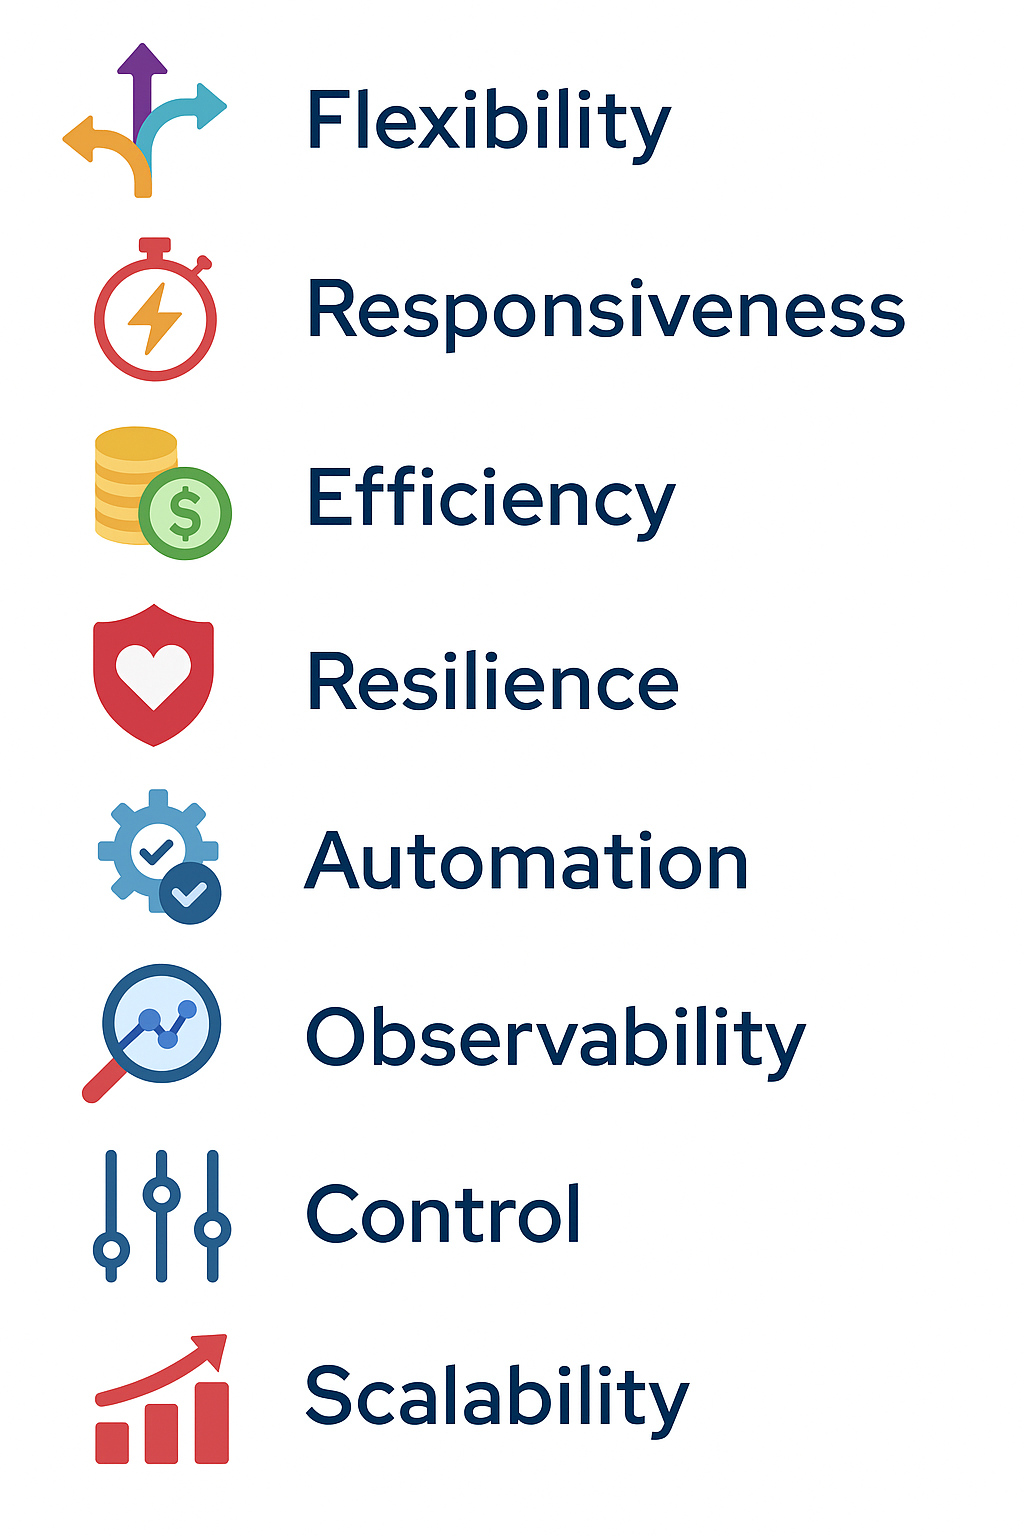 Flexibility
Responsiveness
$
Efficiency
Resilience
Automation
Observability
Control
Scalability